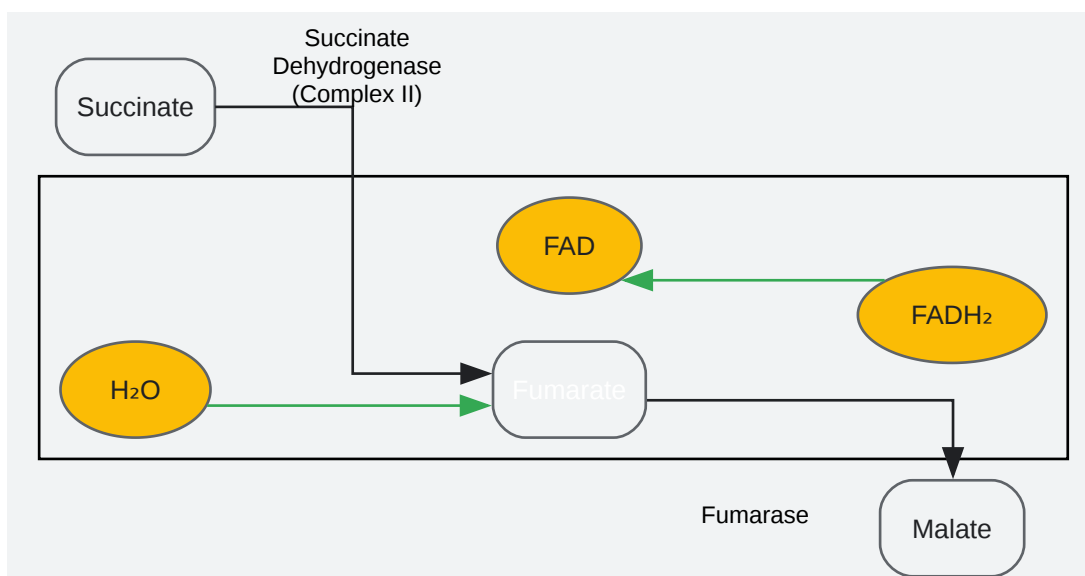 Succinate
Dehydrogenase
(Complex II)
Succinate
FAD
FADH₂
H₂O
Fumarate
Fumarase
Malate